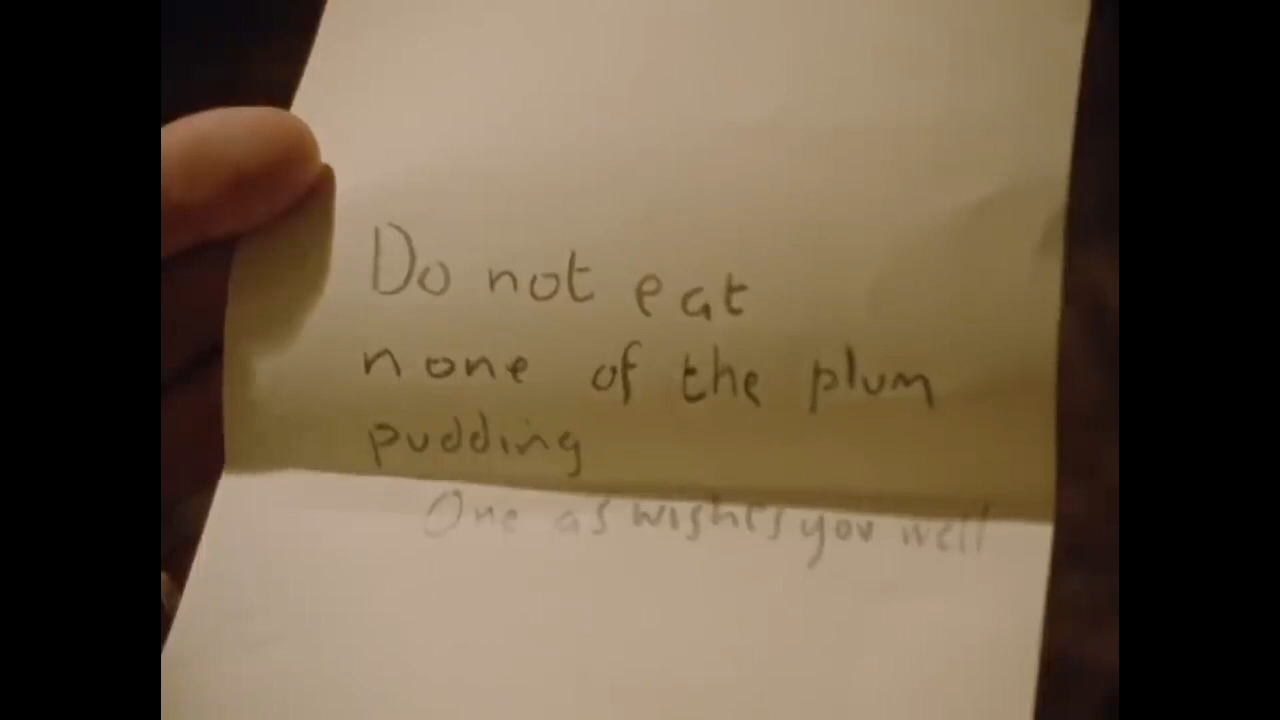 Do not eat
none of the plum
pudding
One as wishes you well